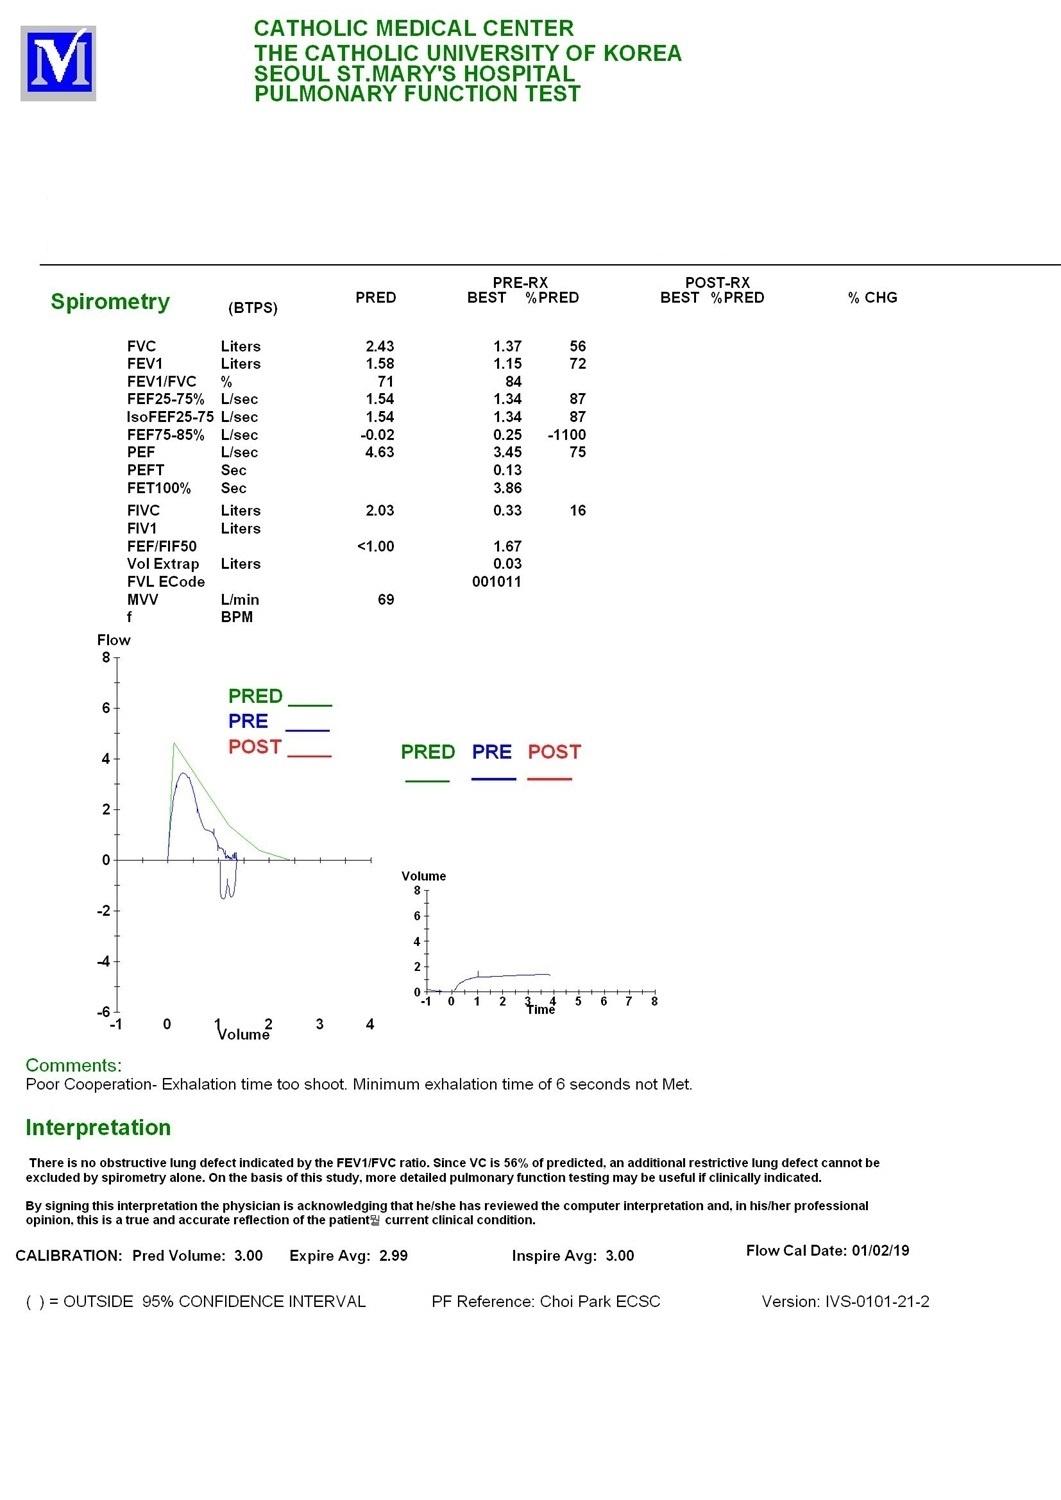 CATHOLIC MEDICAL CENTER
THE CATHOLIC UNIVERSITY OF KOREA
SEOUL ST.MARY'S HOSPITAL
PULMONARY FUNCTION TEST
PRE-RX POST-RX
Spirometry (BTPS) PRED BEST %PRED BEST %PRED % CHG
FVC Liters 2.43 1.37 56
FEV1 Liters 1.58 1.15 72
FEV1/FVC % 71 84
FEF25-75% L/sec 1.54 1.34 87
IsoFEF25-75 L/sec 1.54 1.34 87
FEF75-85% L/sec -0.02 0.25 -1100
PEF L/sec 4.63 3.45 75
PEFT Sec 0.13
FET100% Sec 3.86
FIVC Liters 2.03 0.33 16
FIV1 Liters
FEF/FIF50 <1.00 1.67
Vol Extrap Liters 0.03
FVL ECode 001011
MVV L/min 69
f BPM
Flow
8
6
4
2
0
-2
-4
-6
-1 0 1 2 3 4
Volume
PRED
PRE
POST
PRED PRE POST
Volume
8
6
4
2
0
-1 0 1 2 3 4 5 6 7 8
Time
Comments:
Poor Cooperation- Exhalation time too shoot. Minimum exhalation time of 6 seconds not Met.
Interpretation
There is no obstructive lung defect indicated by the FEV1/FVC ratio. Since VC is 56% of predicted, an additional restrictive lung defect cannot be
excluded by spirometry alone. On the basis of this study, more detailed pulmonary function testing may be useful if clinically indicated.
By signing this interpretation the physician is acknowledging that he/she has reviewed the computer interpretation and, in his/her professional
opinion, this is a true and accurate reflection of the patient current clinical condition.
CALIBRATION: Pred Volume: 3.00 Expire Avg: 2.99 Inspire Avg: 3.00 Flow Cal Date: 01/02/19
( ) = OUTSIDE 95% CONFIDENCE INTERVAL PF Reference: Choi Park ECSC Version: IVS-0101-21-2